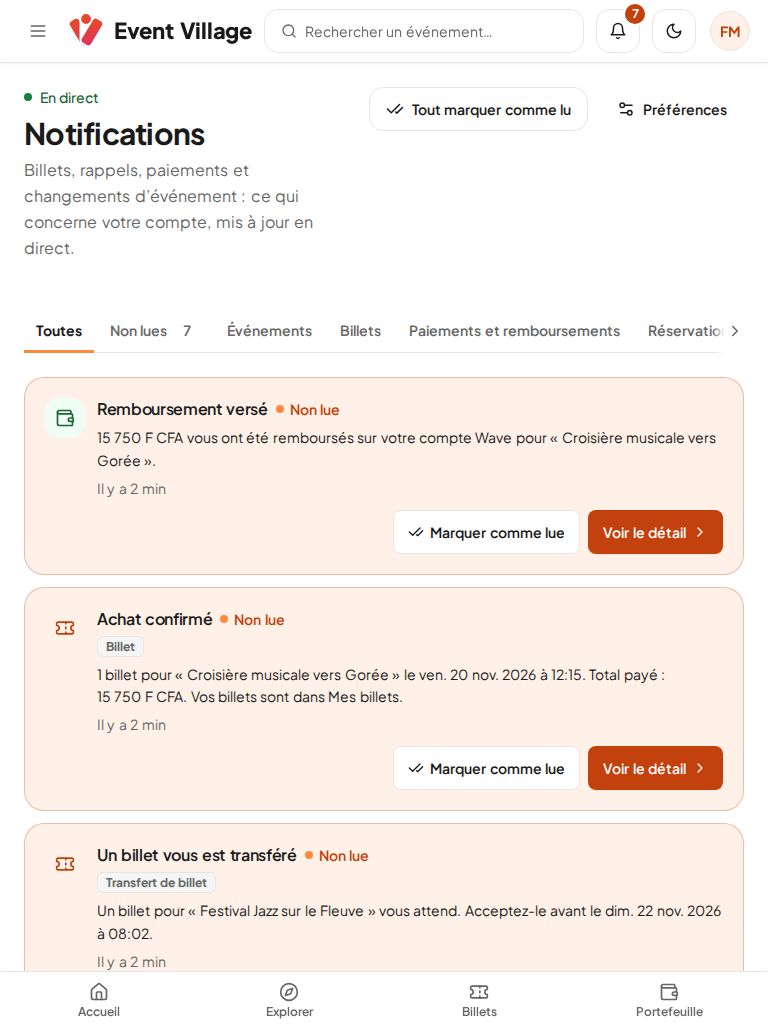 Event Village
Rechercher un événement…
7
FM
En direct
Tout marquer comme lu
Préférences
Notifications
Billets, rappels, paiements et
changements d’événement : ce qui
concerne votre compte, mis à jour en
direct.
Toutes
Non lues 7
Événements
Billets
Paiements et remboursements
Réservatio
Remboursement versé
Non lue
15 750 F CFA vous ont été remboursés sur votre compte Wave pour « Croisière musicale vers
Gorée ».
Il y a 2 min
Marquer comme lue
Voir le détail
Achat confirmé
Non lue
Billet
1 billet pour « Croisière musicale vers Gorée » le ven. 20 nov. 2026 à 12:15. Total payé :
15 750 F CFA. Vos billets sont dans Mes billets.
Il y a 2 min
Marquer comme lue
Voir le détail
Un billet vous est transféré
Non lue
Transfert de billet
Un billet pour « Festival Jazz sur le Fleuve » vous attend. Acceptez-le avant le dim. 22 nov. 2026
à 08:02.
Il y a 2 min
Accueil
Explorer
Billets
Portefeuille